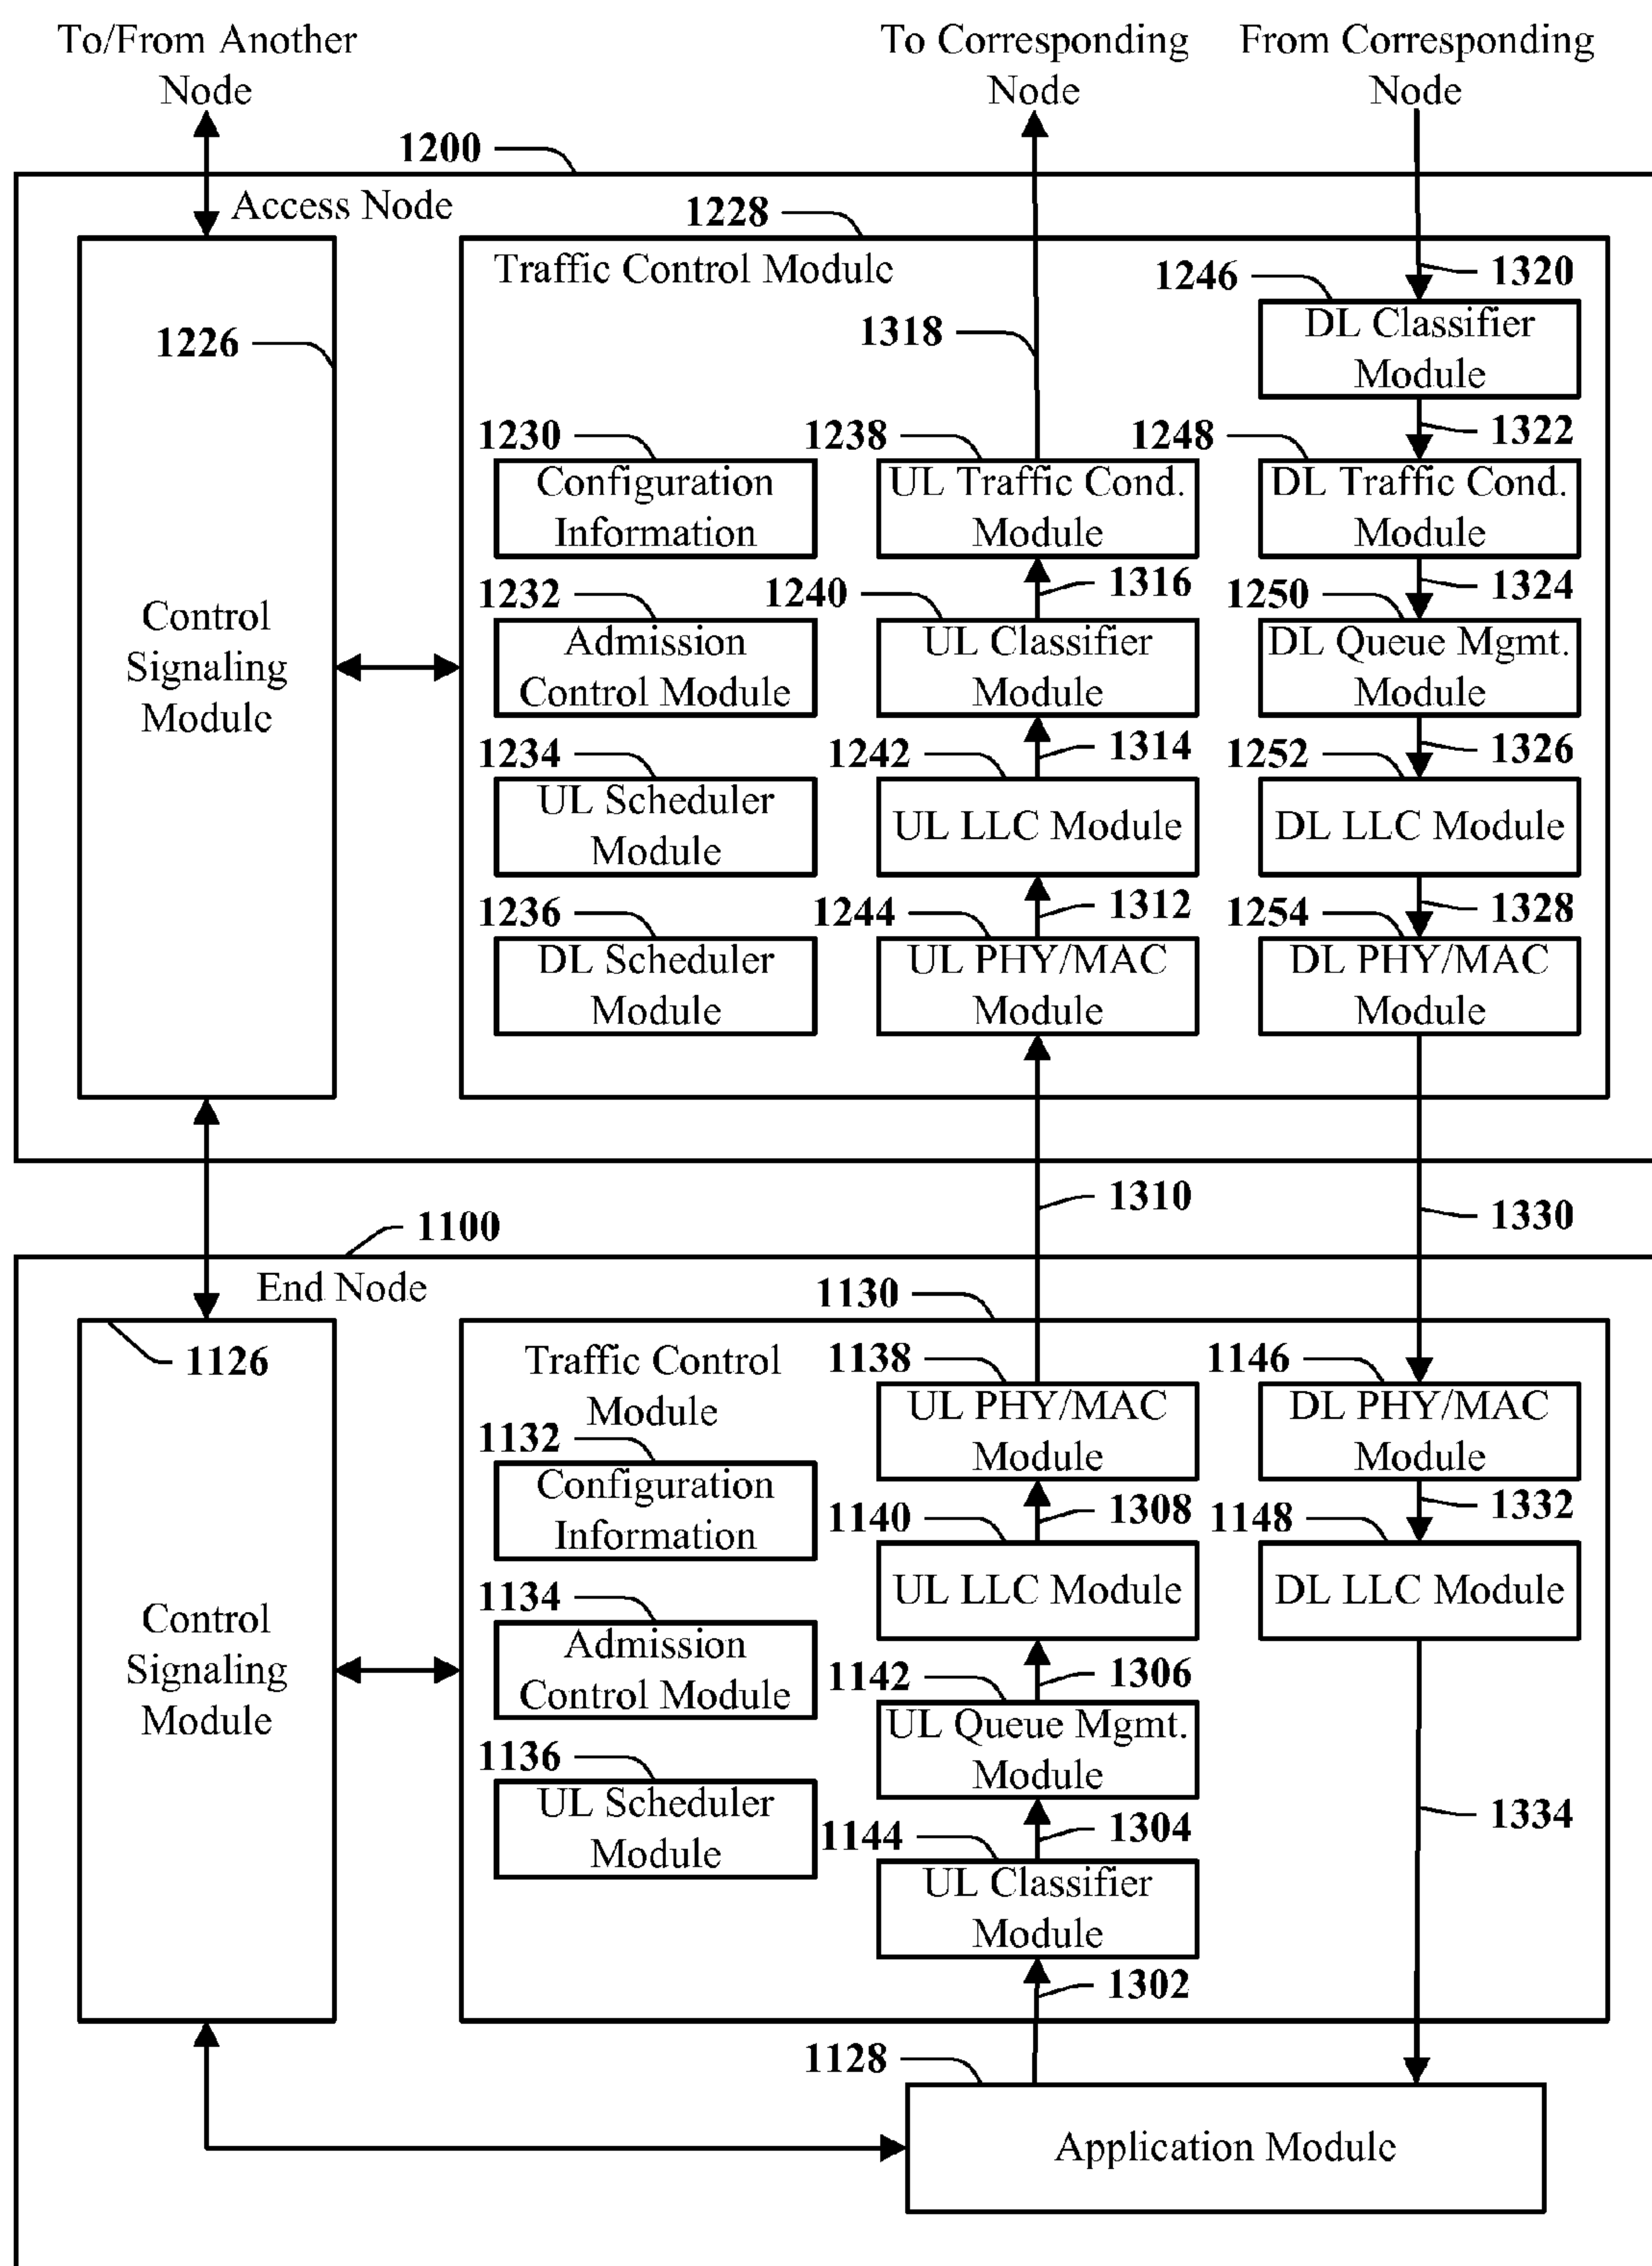 To/From Another
Node
To Corresponding
Node
From Corresponding
Node
1200
Access Node
1226
Control
Signaling
Module
1228
Traffic Control Module
1318
1246
1320
DL Classifier
Module
1322
1230
Configuration
Information
1238
UL Traffic Cond.
Module
1248
DL Traffic Cond.
Module
1316
1324
1232
Admission
Control Module
1240
UL Classifier
Module
1250
DL Queue Mgmt.
Module
1314
1326
1234
UL Scheduler
Module
1242
UL LLC Module
1252
DL LLC Module
1312
1328
1236
DL Scheduler
Module
1244
UL PHY/MAC
Module
1254
DL PHY/MAC
Module
1310
1330
1100
End Node
1126
Control
Signaling
Module
1130
Traffic Control
Module
1138
UL PHY/MAC
Module
1146
DL PHY/MAC
Module
1132
Configuration
Information
1308
1332
1140
UL LLC Module
1148
DL LLC Module
1134
Admission
Control Module
1306
1142
UL Queue Mgmt.
Module
1136
UL Scheduler
Module
1304
1334
1144
UL Classifier
Module
1302
1128
Application Module